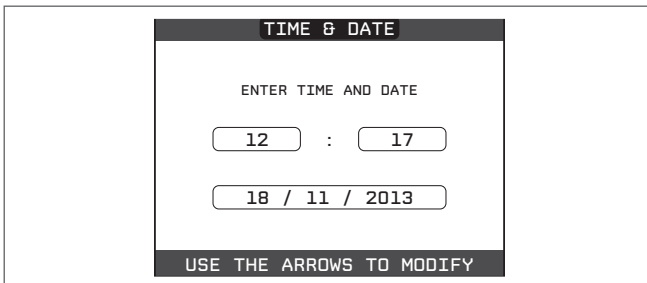 TIME & DATE
ENTER TIME AND DATE
12 : 17
18 / 11 / 2013
USE THE ARROWS TO MODIFY